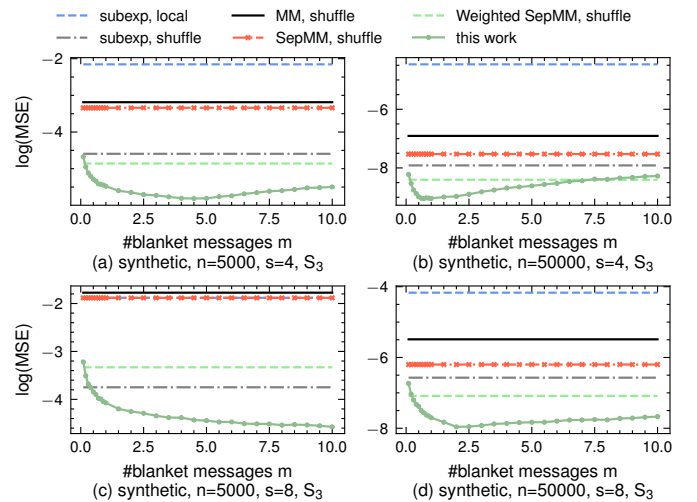 subexp, local
MM, shuffle
Weighted SepMM, shuffle
subexp, shuffle
SepMM, shuffle
this work
−2
−4
log(MSE)
0.0 2.5 5.0 7.5 10.0
#blanket messages m
(a) synthetic, n=5000, s=4, S₃
−6
−8
0.0 2.5 5.0 7.5 10.0
#blanket messages m
(b) synthetic, n=50000, s=4, S₃
−2
−3
−4
log(MSE)
0.0 2.5 5.0 7.5 10.0
#blanket messages m
(c) synthetic, n=5000, s=8, S₃
−4
−6
−8
0.0 2.5 5.0 7.5 10.0
#blanket messages m
(d) synthetic, n=50000, s=8, S₃